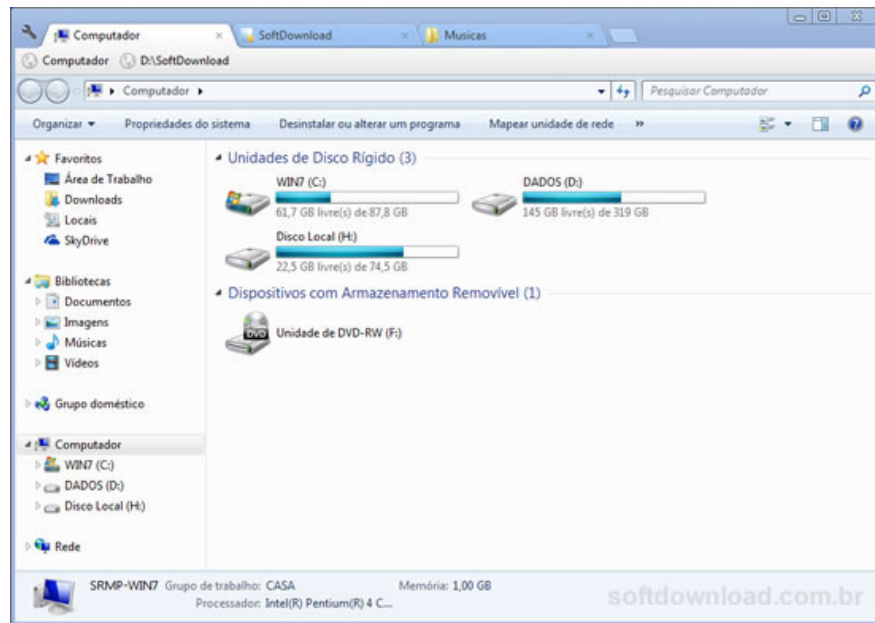 Computador SoftDownload Musicas
Computador D:\SoftDownload
Computador Pesquisar Computador
Organizar Propriedades do sistema Desinstalar ou alterar um programa Mapear unidade de rede »
Favoritos
Área de Trabalho
Downloads
Locais
SkyDrive
Bibliotecas
Documentos
Imagens
Músicas
Vídeos
Grupo doméstico
Computador
WIN7 (C:)
DADOS (D:)
Disco Local (H:)
Rede
Unidades de Disco Rígido (3)
WIN7 (C:)
61,7 GB livre(s) de 87,8 GB
DADOS (D:)
145 GB livre(s) de 319 GB
Disco Local (H:)
22,5 GB livre(s) de 74,5 GB
Dispositivos com Armazenamento Removível (1)
DVD
Unidade de DVD-RW (F:)
SRMP-WIN7 Grupo de trabalho: CASA Memória: 1,00 GB
Processador: Intel(R) Pentium(R) 4 C...
softdownload.com.br